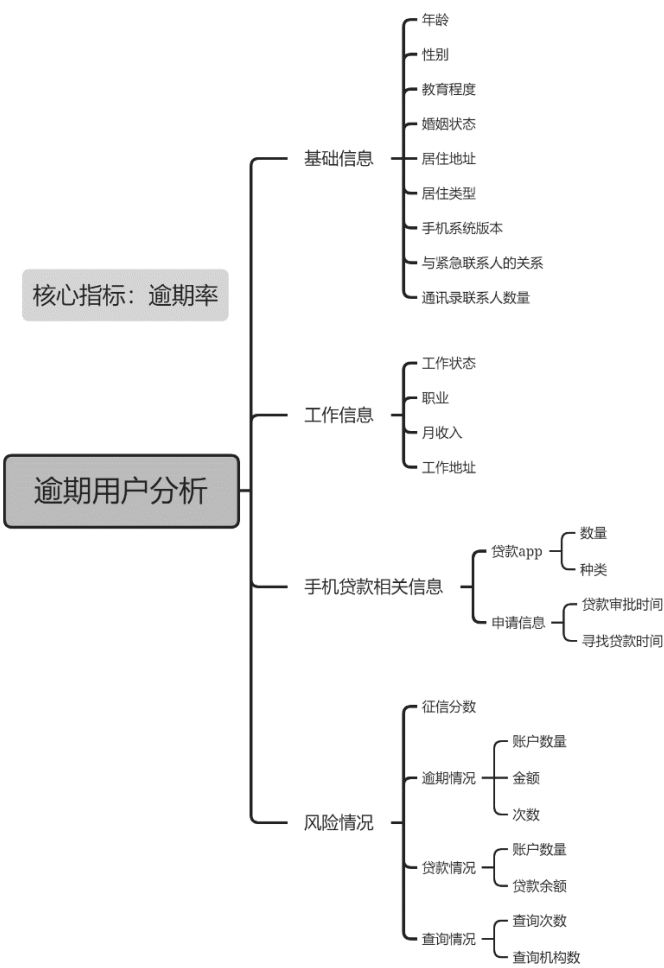 年龄
性别
教育程度
婚姻状态
基础信息
居住地址
居住类型
手机系统版本
与紧急联系人的关系
通讯录联系人数量
核心指标：逾期率
工作状态
职业
工作信息
月收入
工作地址
逾期用户分析
数量
贷款app
种类
手机贷款相关信息
贷款审批时间
申请信息
寻找贷款时间
征信分数
账户数量
逾期情况
金额
次数
风险情况
账户数量
贷款情况
贷款余额
查询次数
查询情况
查询机构数